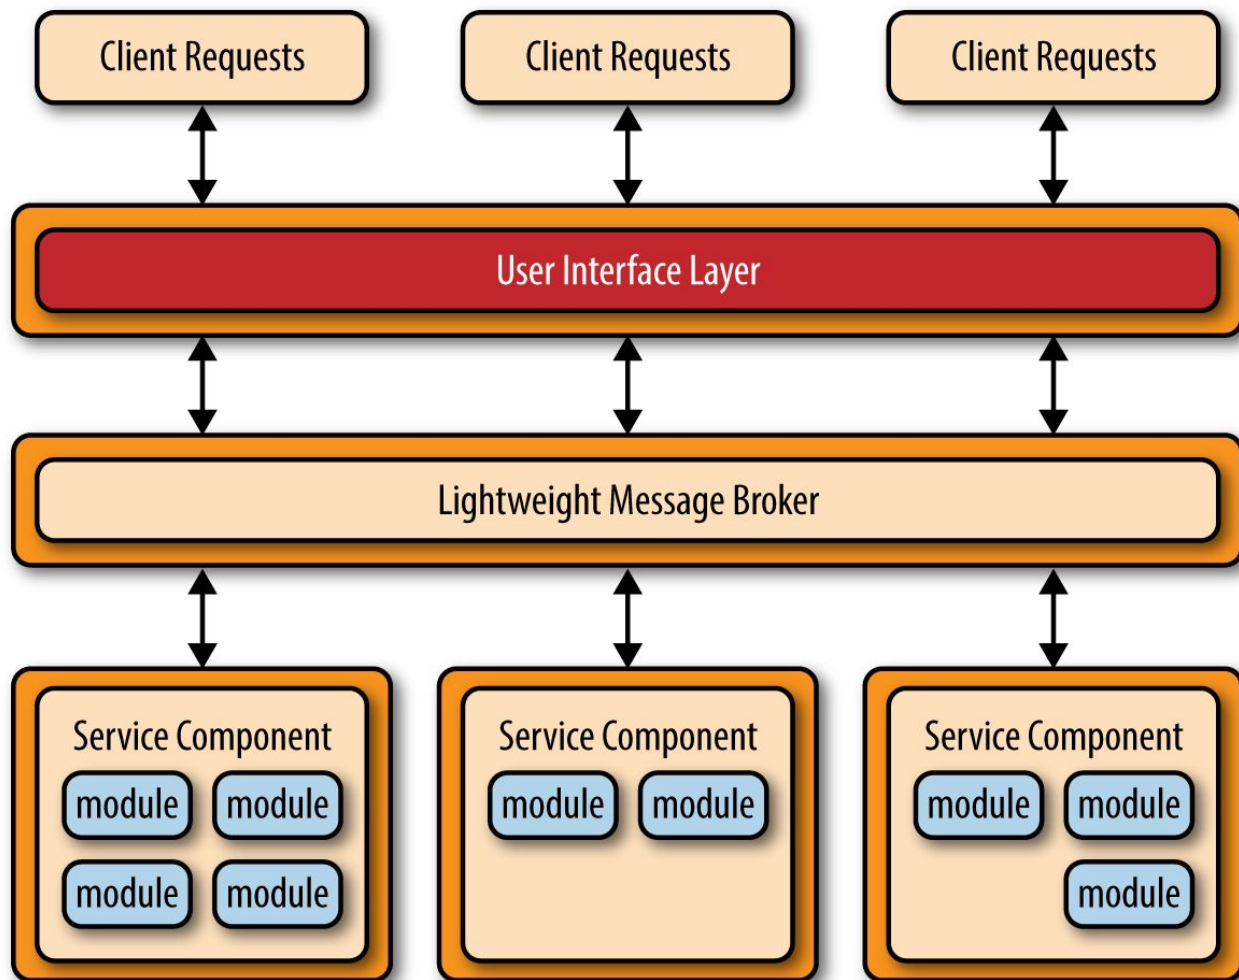 Client Requests
Client Requests
Client Requests
User Interface Layer
Lightweight Message Broker
Service Component
module
module
module
module
Service Component
module
module
Service Component
module
module
module